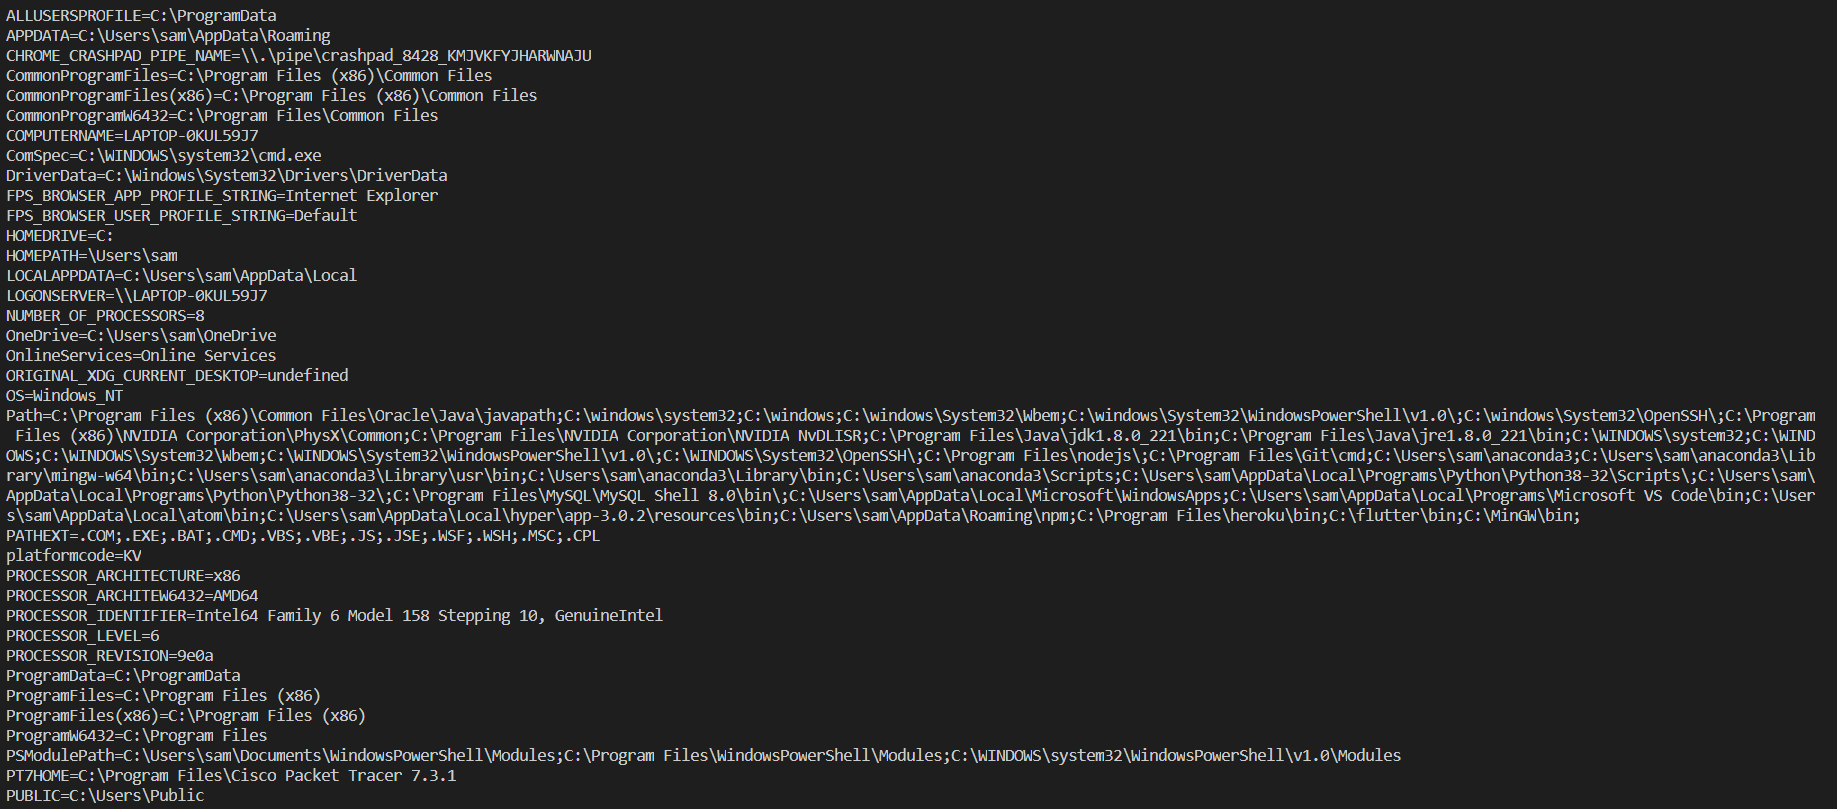 ALLUSERSPROFILE=C:\ProgramData
APPDATA=C:\Users\sam\AppData\Roaming
CHROME_CRASHPAD_PIPE_NAME=\\.\pipe\crashpad_8428_KMJVKFYJHARWNAJU
CommonProgramFiles=C:\Program Files (x86)\Common Files
CommonProgramFiles(x86)=C:\Program Files (x86)\Common Files
CommonProgramW6432=C:\Program Files\Common Files
COMPUTERNAME=LAPTOP-0KUL59J7
ComSpec=C:\WINDOWS\system32\cmd.exe
DriverData=C:\Windows\System32\Drivers\DriverData
FPS_BROWSER_APP_PROFILE_STRING=Internet Explorer
FPS_BROWSER_USER_PROFILE_STRING=Default
HOMEDRIVE=C:
HOMEPATH=\Users\sam
LOCALAPPDATA=C:\Users\sam\AppData\Local
LOGONSERVER=\\LAPTOP-0KUL59J7
NUMBER_OF_PROCESSORS=8
OneDrive=C:\Users\sam\OneDrive
OnlineServices=Online Services
ORIGINAL_XDG_CURRENT_DESKTOP=undefined
OS=Windows_NT
Path=C:\Program Files (x86)\Common Files\Oracle\Java\javapath;C:\windows\system32;C:\windows;C:\windows\System32\Wbem;C:\windows\System32\WindowsPowerShell\v1.0\;C:\windows\System32\OpenSSH\;C:\Program
 Files (x86)\NVIDIA Corporation\PhysX\Common;C:\Program Files\NVIDIA Corporation\NVIDIA NvDLISR;C:\Program Files\Java\jdk1.8.0_221\bin;C:\Program Files\Java\jre1.8.0_221\bin;C:\WINDOWS\system32;C:\WIND
OWS;C:\WINDOWS\System32\Wbem;C:\WINDOWS\System32\WindowsPowerShell\v1.0\;C:\WINDOWS\System32\OpenSSH\;C:\Program Files\nodejs\;C:\Program Files\Git\cmd;C:\Users\sam\anaconda3;C:\Users\sam\anaconda3\Lib
rary\mingw-w64\bin;C:\Users\sam\anaconda3\Library\usr\bin;C:\Users\sam\anaconda3\Library\bin;C:\Users\sam\anaconda3\Scripts;C:\Users\sam\AppData\Local\Programs\Python\Python38-32\Scripts\;C:\Users\sam\
AppData\Local\Programs\Python\Python38-32\;C:\Program Files\MySQL\MySQL Shell 8.0\bin\;C:\Users\sam\AppData\Local\Microsoft\WindowsApps;C:\Users\sam\AppData\Local\Programs\Microsoft VS Code\bin;C:\User
s\sam\AppData\Local\atom\bin;C:\Users\sam\AppData\Local\hyper\app-3.0.2\resources\bin;C:\Users\sam\AppData\Roaming\npm;C:\Program Files\heroku\bin;C:\flutter\bin;C:\MinGW\bin;
PATHEXT=.COM;.EXE;.BAT;.CMD;.VBS;.VBE;.JS;.JSE;.WSF;.WSH;.MSC;.CPL
platformcode=KV
PROCESSOR_ARCHITECTURE=x86
PROCESSOR_ARCHITEW6432=AMD64
PROCESSOR_IDENTIFIER=Intel64 Family 6 Model 158 Stepping 10, GenuineIntel
PROCESSOR_LEVEL=6
PROCESSOR_REVISION=9e0a
ProgramData=C:\ProgramData
ProgramFiles=C:\Program Files (x86)
ProgramFiles(x86)=C:\Program Files (x86)
ProgramW6432=C:\Program Files
PSModulePath=C:\Users\sam\Documents\WindowsPowerShell\Modules;C:\Program Files\WindowsPowerShell\Modules;C:\WINDOWS\system32\WindowsPowerShell\v1.0\Modules
PT7HOME=C:\Program Files\Cisco Packet Tracer 7.3.1
PUBLIC=C:\Users\Public